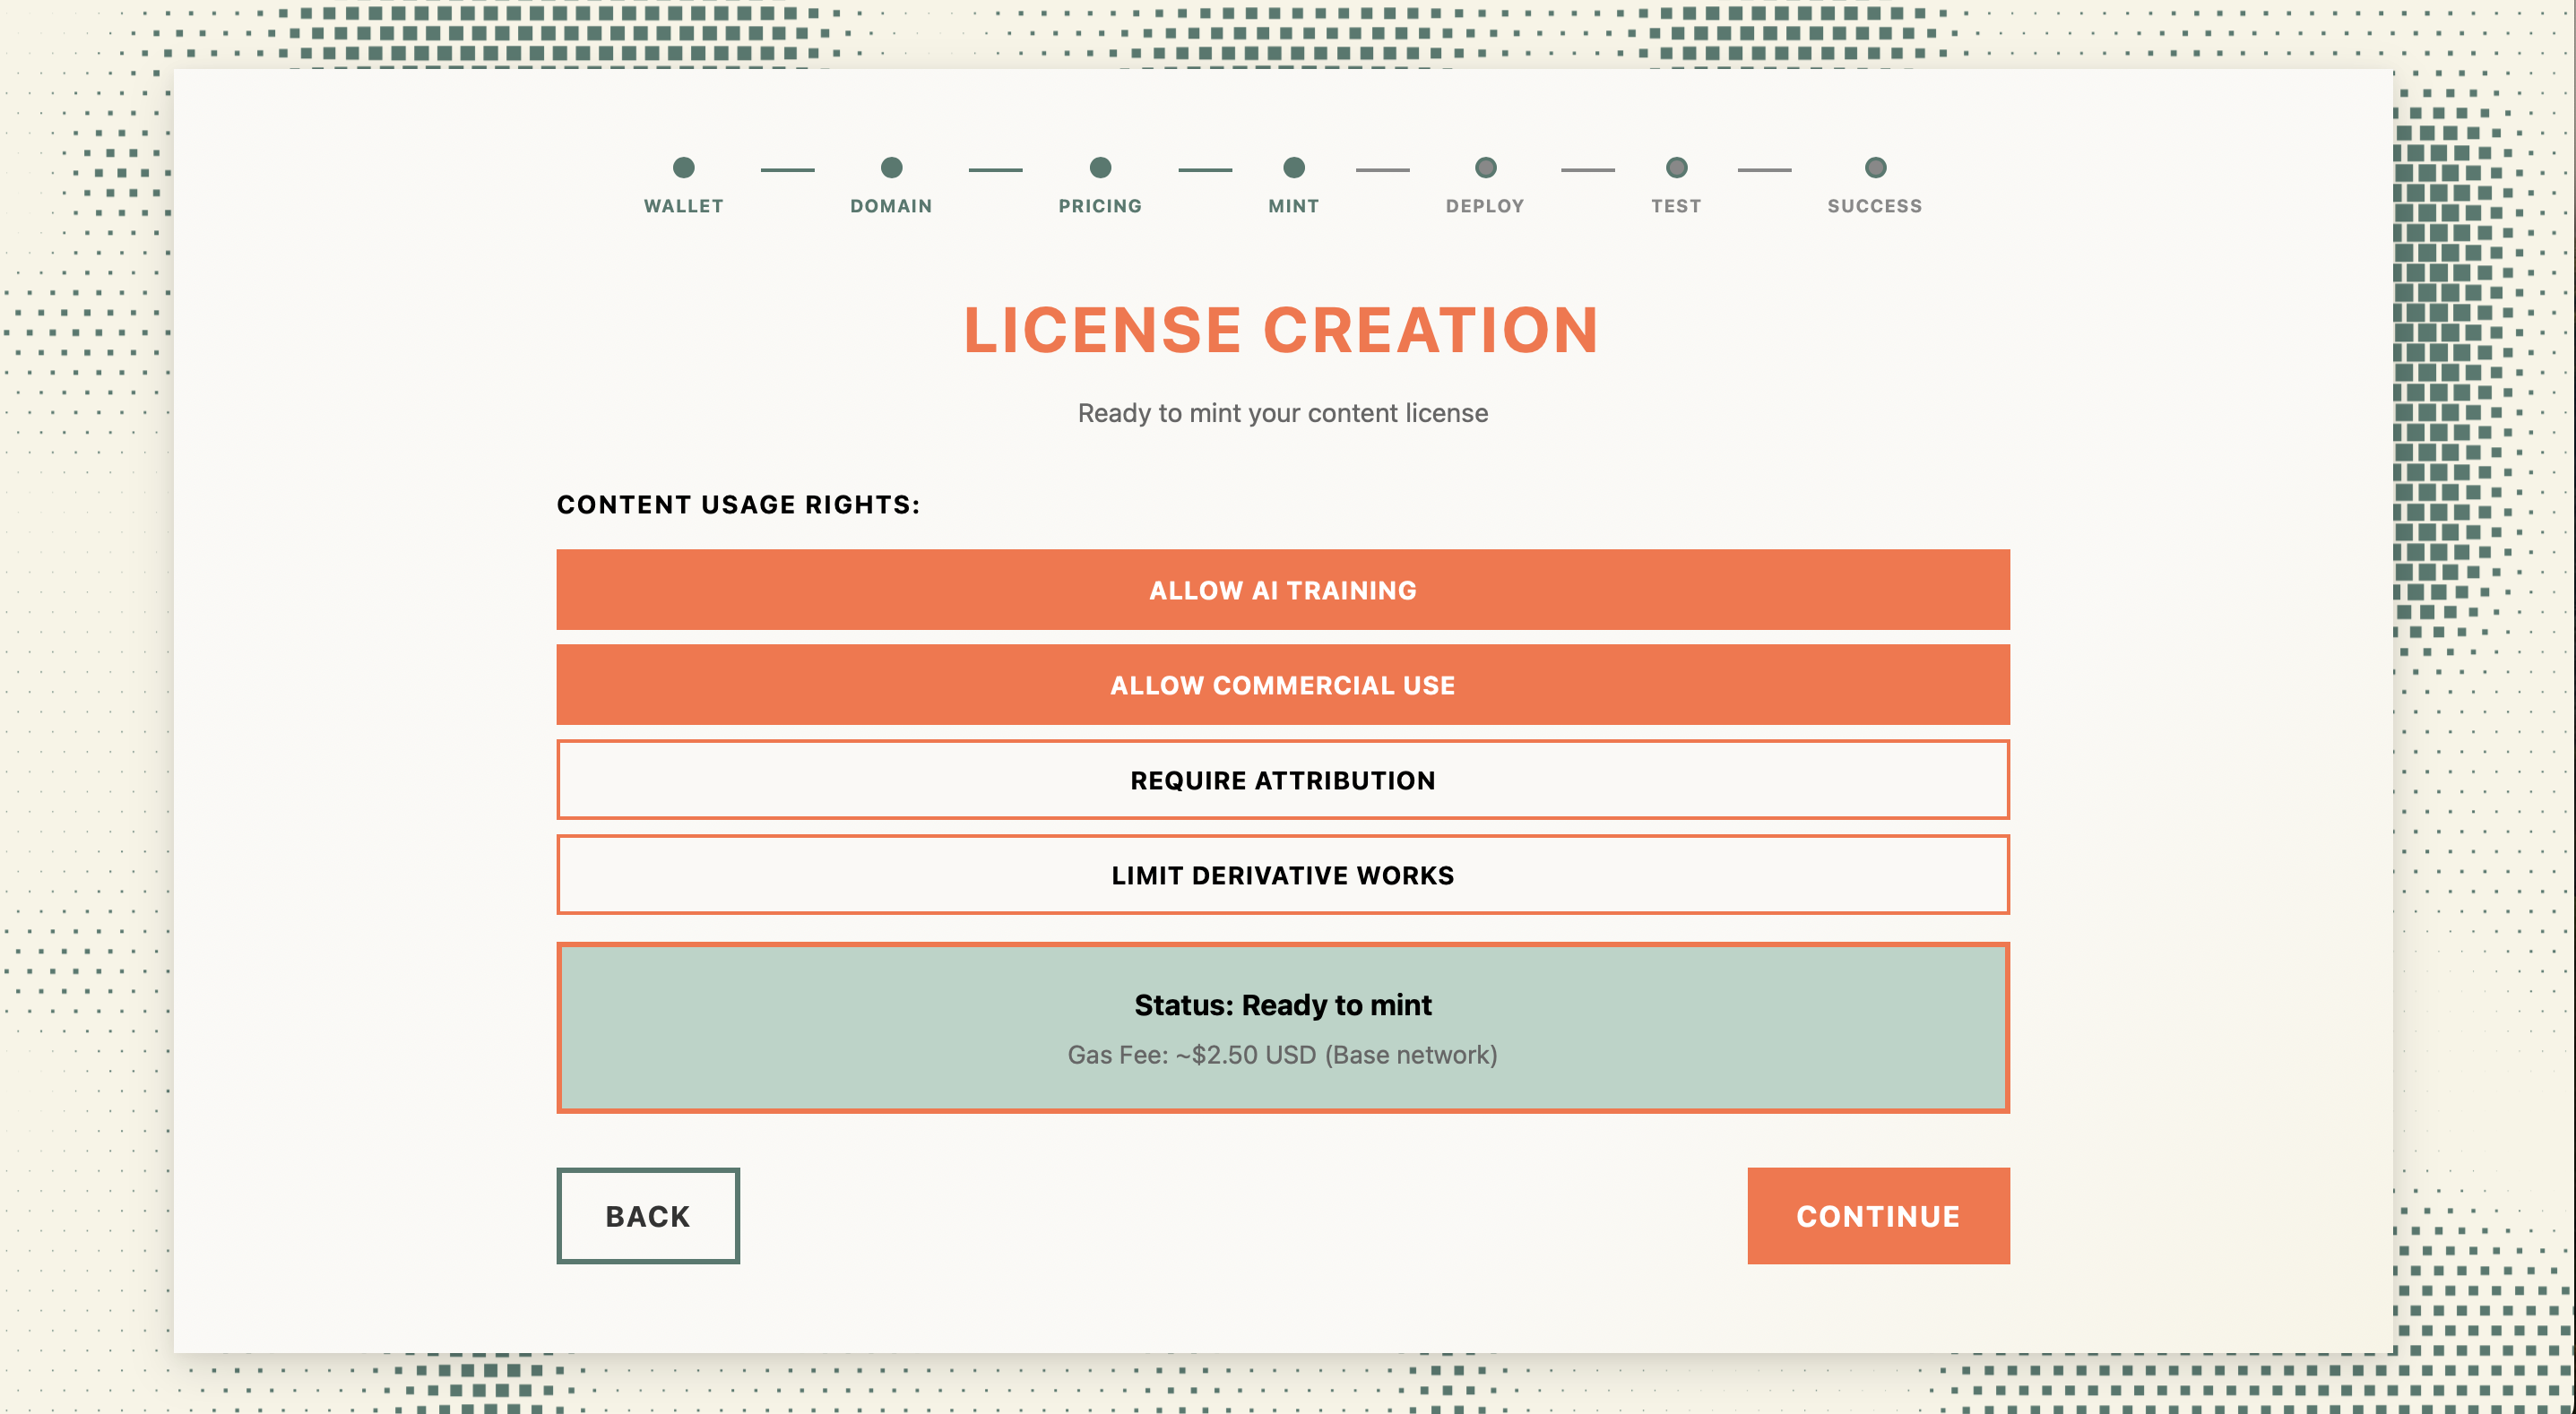 WALLET DOMAIN PRICING MINT DEPLOY TEST SUCCESS
LICENSE CREATION
Ready to mint your content license
CONTENT USAGE RIGHTS:
ALLOW AI TRAINING
ALLOW COMMERCIAL USE
REQUIRE ATTRIBUTION
LIMIT DERIVATIVE WORKS
Status: Ready to mint
Gas Fee: ~$2.50 USD (Base network)
BACK CONTINUE